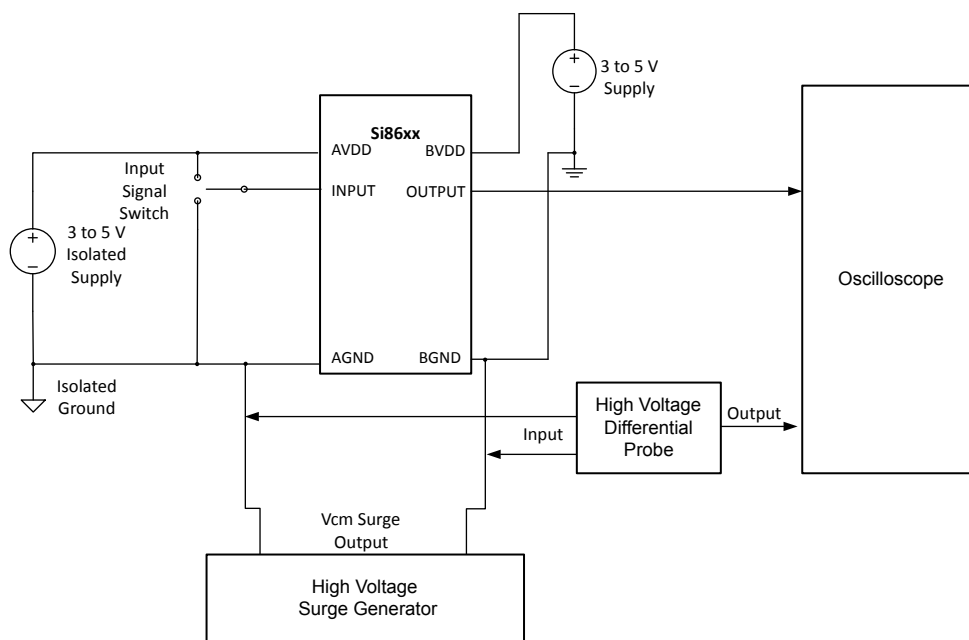 3 to 5 V
Supply
Si86xx
AVDD
BVDD
Input
Signal
Switch
INPUT
OUTPUT
3 to 5 V
Isolated
Supply
Oscilloscope
AGND
BGND
Isolated
Ground
High Voltage
Differential
Probe
Input
Output
Vcm Surge
Output
High Voltage
Surge Generator